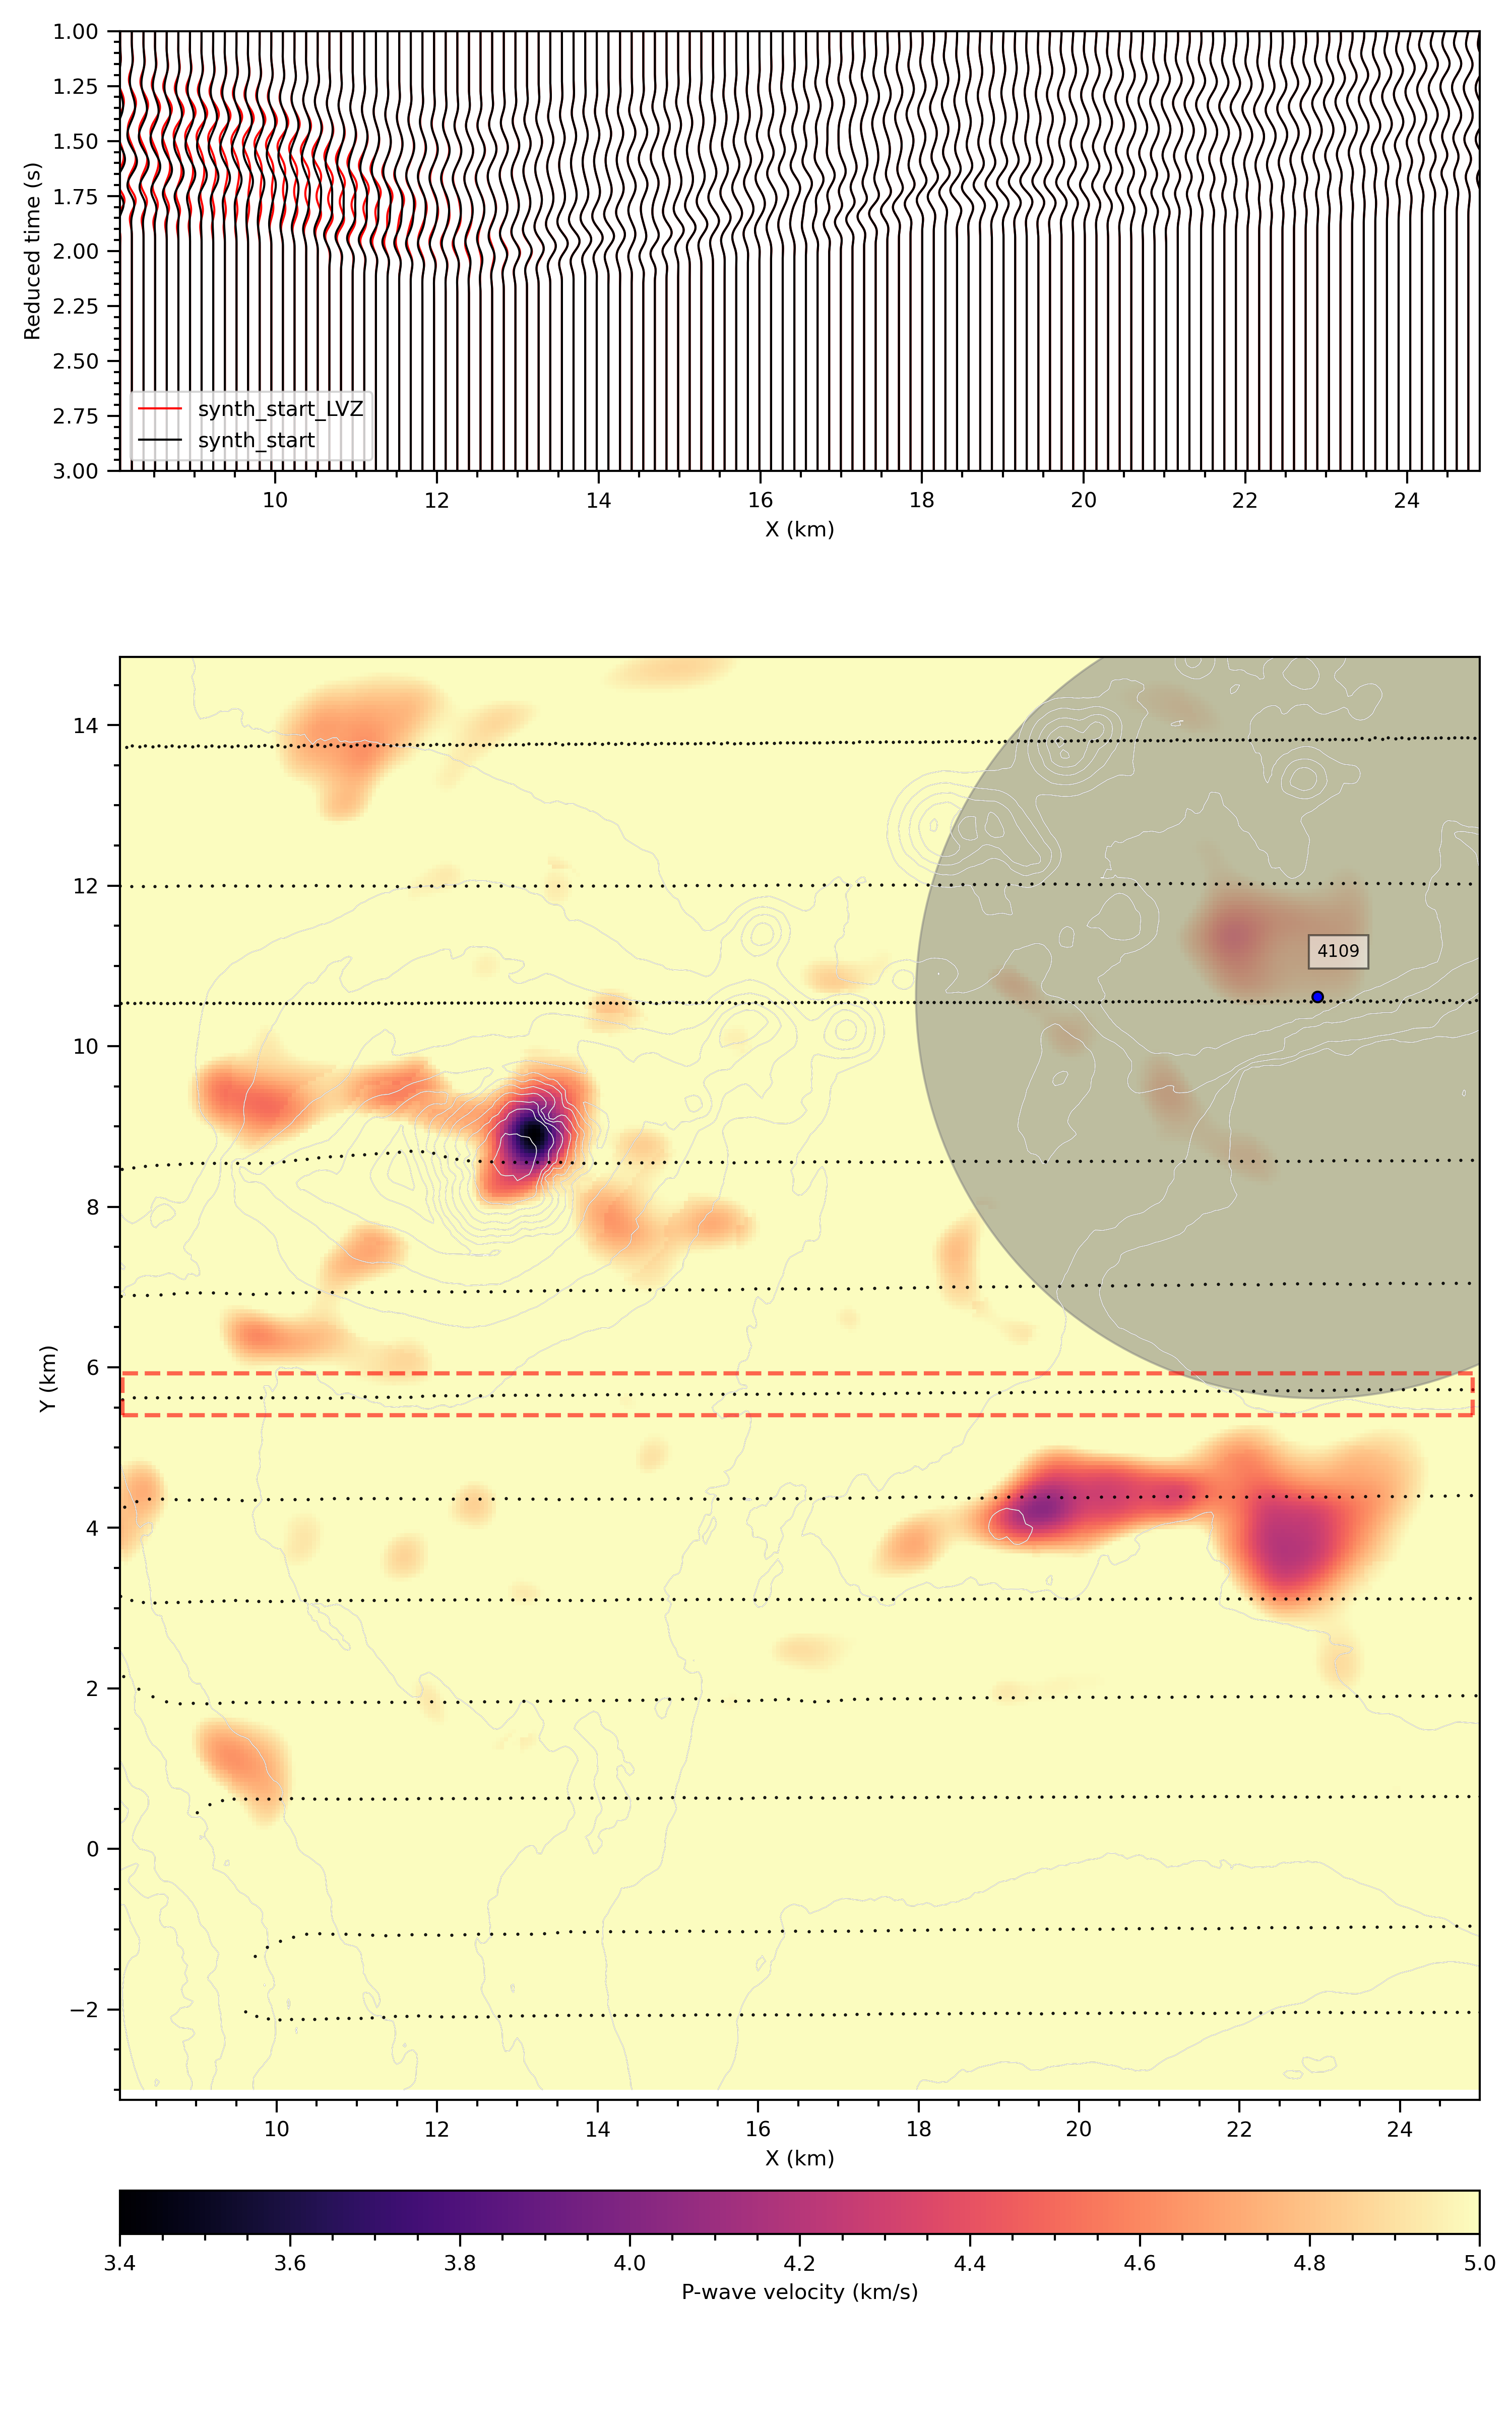 1.00
1.25
1.50
1.75
2.00
2.25
2.50
2.75
3.00
Reduced time (s)
synth_start_LVZ
synth_start
10 12 14 16 18 20 22 24
X (km)
14
12
10
8
6
4
2
0
−2
Y (km)
4109
10 12 14 16 18 20 22 24
X (km)
3.4 3.6 3.8 4.0 4.2 4.4 4.6 4.8 5.0
P-wave velocity (km/s)